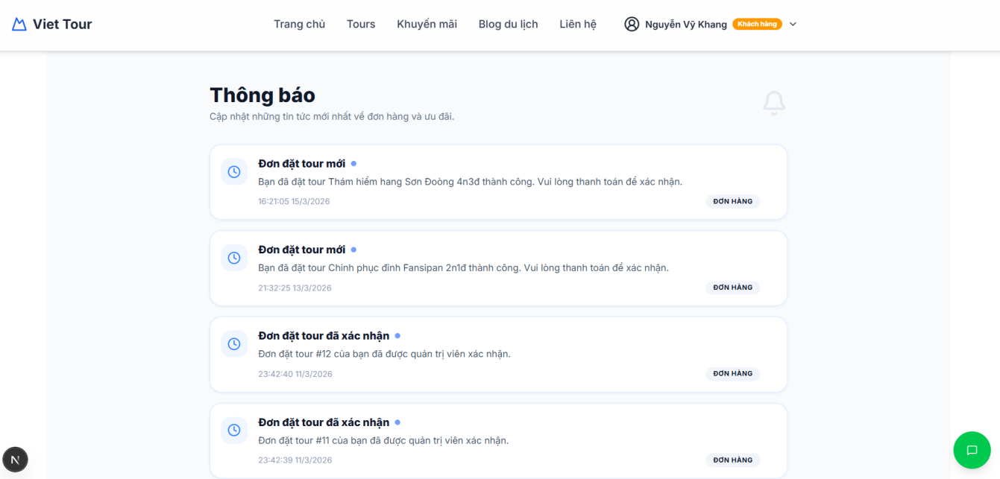 Viet Tour
Trang chủ Tours Khuyến mãi Blog du lịch Liên hệ Nguyễn Vỹ Khang Khách hàng
Thông báo
Cập nhật những tin tức mới nhất về đơn hàng và ưu đãi.
Đơn đặt tour mới
Bạn đã đặt tour Thám hiểm hang Sơn Đoòng 4n3đ thành công. Vui lòng thanh toán để xác nhận.
16:21:05 15/3/2026 ĐƠN HÀNG
Đơn đặt tour mới
Bạn đã đặt tour Chinh phục đỉnh Fansipan 2n1đ thành công. Vui lòng thanh toán để xác nhận.
21:32:25 13/3/2026 ĐƠN HÀNG
Đơn đặt tour đã xác nhận
Đơn đặt tour #12 của bạn đã được quản trị viên xác nhận.
23:42:40 11/3/2026 ĐƠN HÀNG
Đơn đặt tour đã xác nhận
Đơn đặt tour #11 của bạn đã được quản trị viên xác nhận.
23:42:39 11/3/2026 ĐƠN HÀNG
N